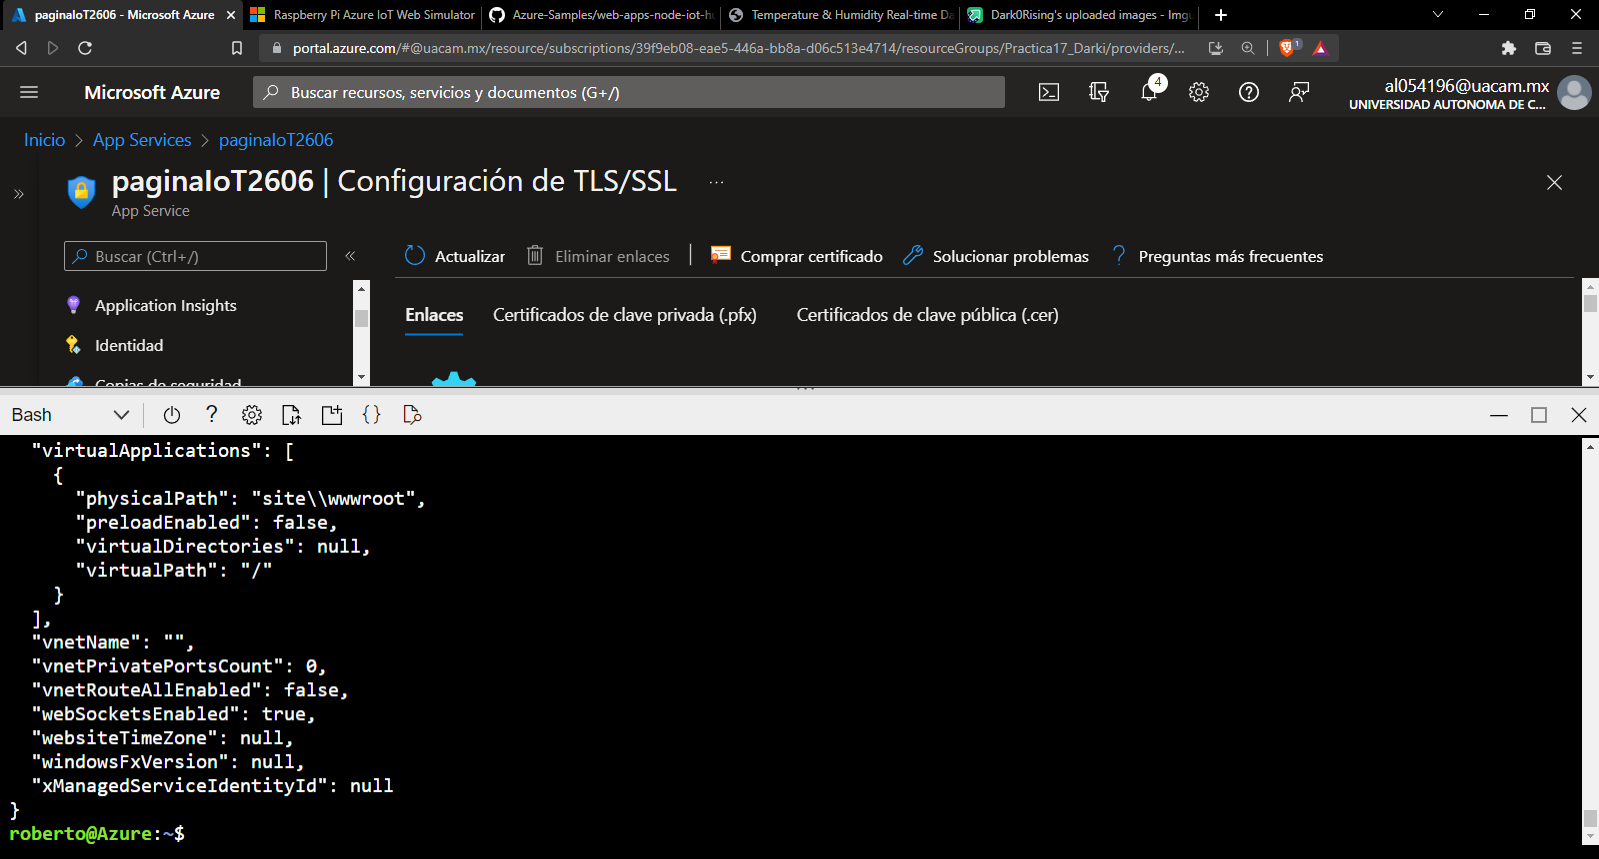 paginaIoT2606 - Microsoft Azure
Raspberry Pi Azure IoT Web Simulator
Azure-Samples/web-apps-node-iot-hu
Temperature & Humidity Real-time Da
Dark0Rising's uploaded images - Imgu
portal.azure.com/#@uacam.mx/resource/subscriptions/39f9eb08-eae5-446a-bb8a-d06c513e4714/resourceGroups/Practica17_Darki/providers/...
1
Microsoft Azure
Buscar recursos, servicios y documentos (G+/)
4
al054196@uacam.mx
UNIVERSIDAD AUTONOMA DE C...
Inicio > App Services > paginaIoT2606
paginaIoT2606 | Configuración de TLS/SSL ...
App Service
Buscar (Ctrl+/)
Actualizar
Eliminar enlaces
Comprar certificado
Solucionar problemas
Preguntas más frecuentes
Application Insights
Identidad
Copias de seguridad
Enlaces
Certificados de clave privada (.pfx)
Certificados de clave pública (.cer)
Bash
"virtualApplications": [
{
"physicalPath": "site\\wwwroot",
"preloadEnabled": false,
"virtualDirectories": null,
"virtualPath": "/"
}
],
"vnetName": "",
"vnetPrivatePortsCount": 0,
"vnetRouteAllEnabled": false,
"webSocketsEnabled": true,
"websiteTimeZone": null,
"windowsFxVersion": null,
"xManagedServiceIdentityId": null
}
roberto@Azure:~$